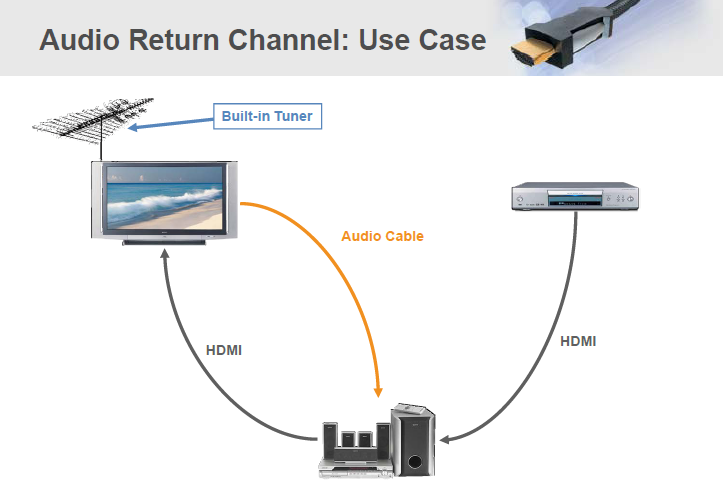 Audio Return Channel: Use Case
Built-in Tuner
Audio Cable
HDMI
HDMI